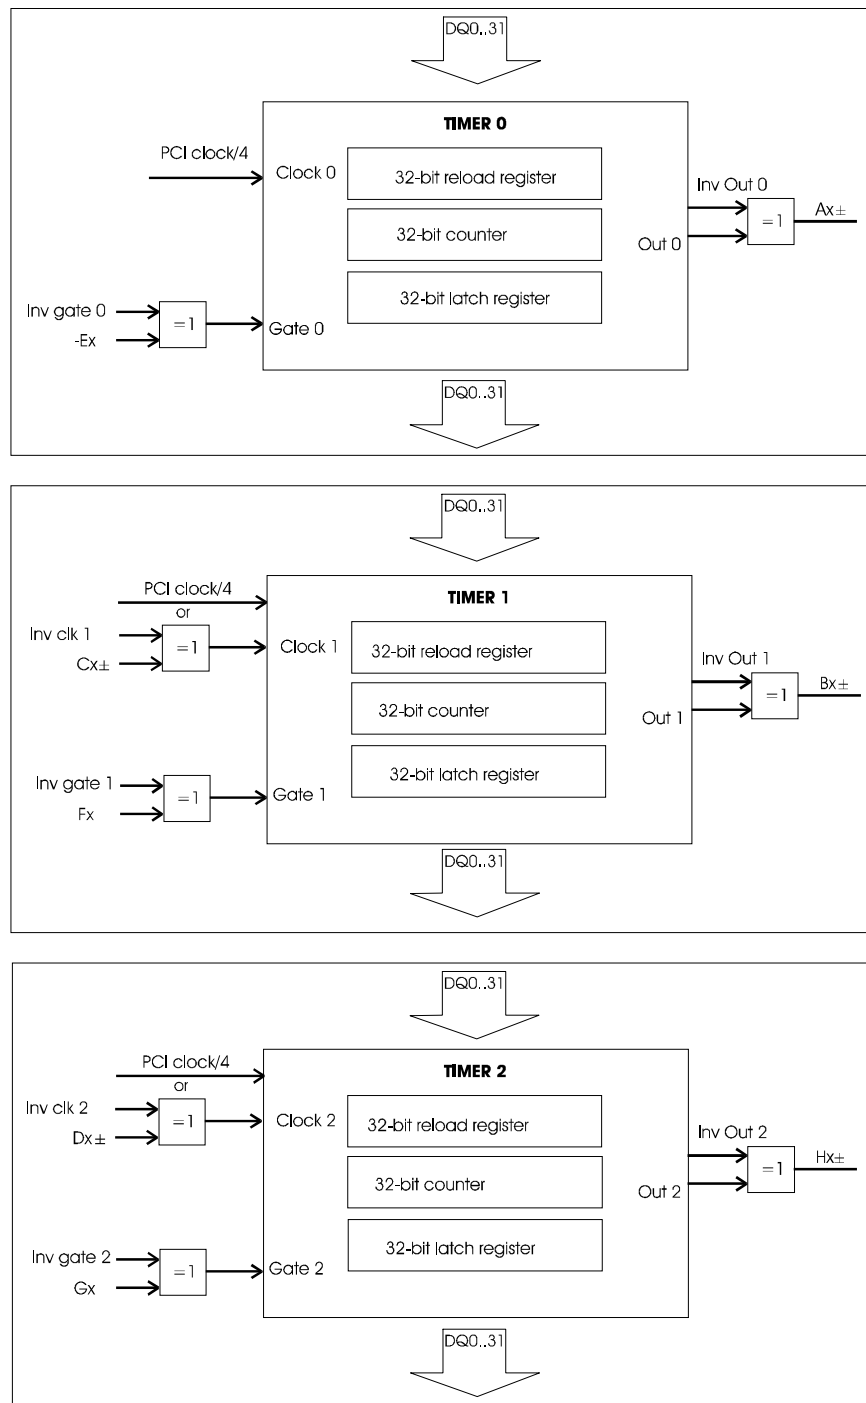 DQ0..31
TIMER 0
PCI clock/4
Clock 0
32-bit reload register
Inv Out 0
=1
Ax±
32-bit counter
Out 0
32-bit latch register
Inv gate 0
=1
-Ex
Gate 0
DQ0..31
DQ0..31
TIMER 1
PCI clock/4
or
Inv clk 1
=1
Cx±
Clock 1
32-bit reload register
Inv Out 1
=1
Bx±
32-bit counter
Out 1
32-bit latch register
Inv gate 1
=1
Fx
Gate 1
DQ0..31
DQ0..31
TIMER 2
PCI clock/4
or
Inv clk 2
=1
Dx±
Clock 2
32-bit reload register
Inv Out 2
=1
Hx±
32-bit counter
Out 2
32-bit latch register
Inv gate 2
=1
Gx
Gate 2
DQ0..31